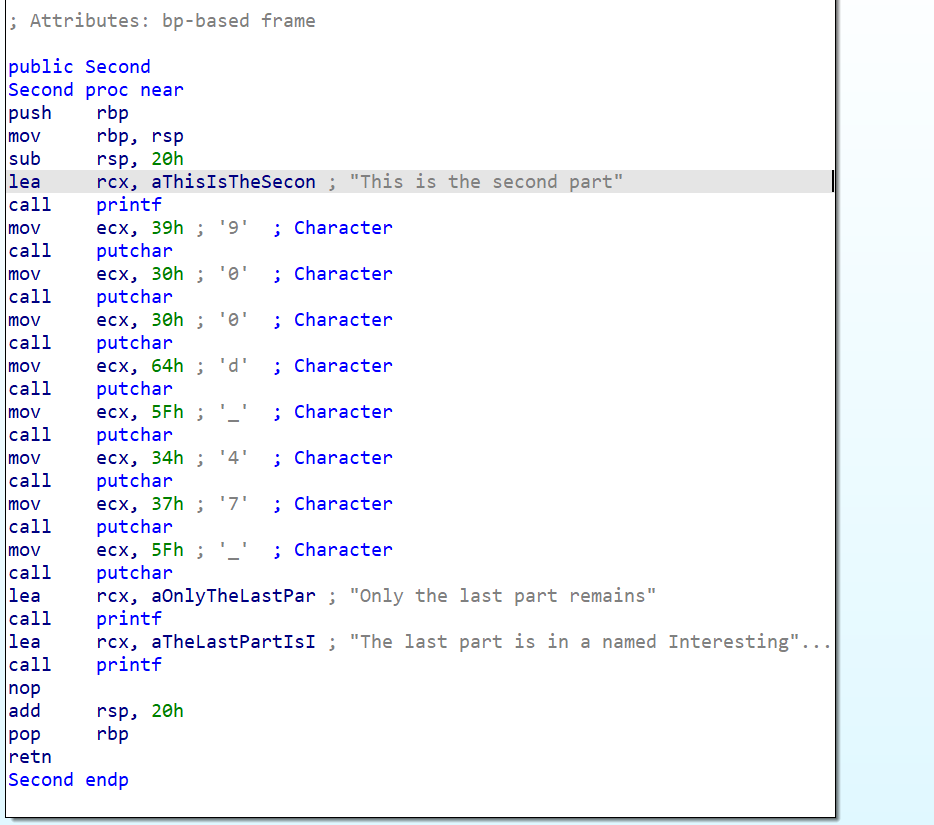 ; Attributes: bp-based frame
public Second
Second proc near
push    rbp
mov     rbp, rsp
sub     rsp, 20h
lea     rcx, aThisIsTheSecon ; "This is the second part"
call    printf
mov     ecx, 39h ; '9'  ; Character
call    putchar
mov     ecx, 30h ; '0'  ; Character
call    putchar
mov     ecx, 30h ; '0'  ; Character
call    putchar
mov     ecx, 64h ; 'd'  ; Character
call    putchar
mov     ecx, 5Fh ; '_'  ; Character
call    putchar
mov     ecx, 34h ; '4'  ; Character
call    putchar
mov     ecx, 37h ; '7'  ; Character
call    putchar
mov     ecx, 5Fh ; '_'  ; Character
call    putchar
lea     rcx, aOnlyTheLastPar ; "Only the last part remains"
call    printf
lea     rcx, aTheLastPartIsI ; "The last part is in a named Interesting"...
call    printf
nop
add     rsp, 20h
pop     rbp
retn
Second endp